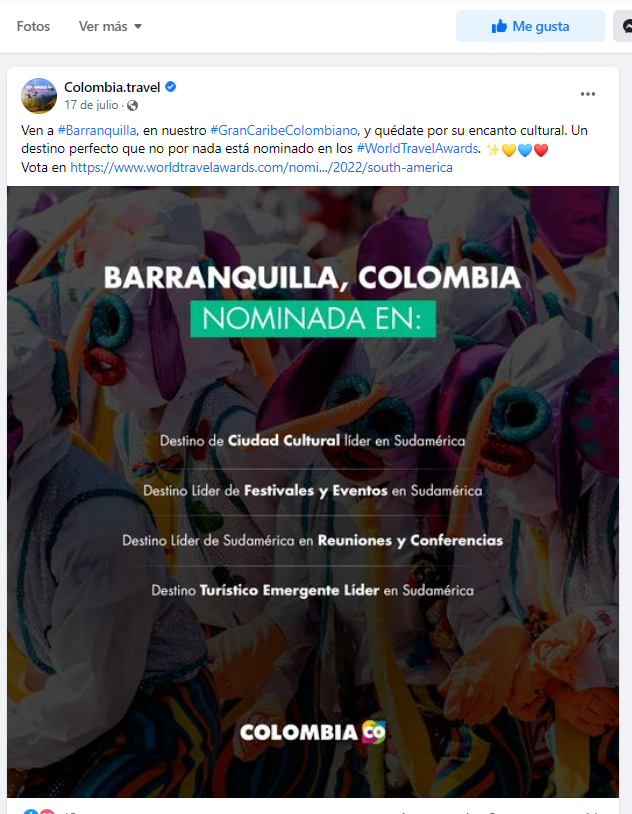 Fotos Ver más Me gusta
Colombia.travel
17 de julio ·
Ven a #Barranquilla, en nuestro #GranCaribeColombiano, y quédate por su encanto cultural. Un
destino perfecto que no por nada está nominado en los #WorldTravelAwards. ✨💛💙❤️
Vota en https://www.worldtravelawards.com/nomi.../2022/south-america
BARRANQUILLA, COLOMBIA
NOMINADA EN:
Destino de Ciudad Cultural líder en Sudamérica
Destino Líder de Festivales y Eventos en Sudamérica
Destino Líder de Sudamérica en Reuniones y Conferencias
Destino Turístico Emergente Líder en Sudamérica
COLOMBIA CO